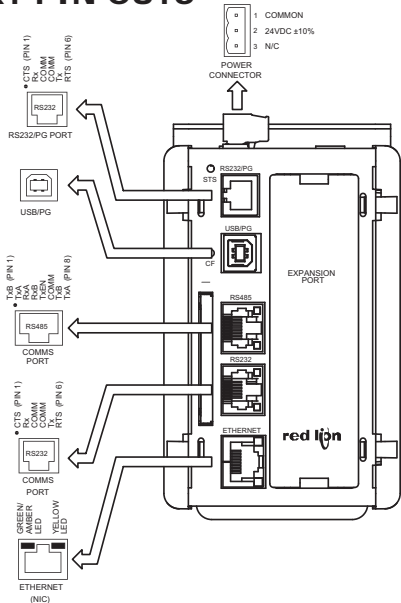 1 COMMON
2 24VDC ±10%
3 N/C
POWER
CONNECTOR
CTS (PIN 1)
Rx
COMM
COMM
Tx
RTS (PIN 6)
RS232
RS232/PG PORT
USB/PG
TxB (PIN 1)
TxA
RxA
RxB
TxEN
COMM
TxB
TxA (PIN 8)
RS485
COMMS
PORT
CTS (PIN 1)
Rx
COMM
COMM
Tx
RTS (PIN 6)
RS232
COMMS
PORT
GREEN/
AMBER
LED
YELLOW
LED
ETHERNET
(NIC)
STS
RS232/PG
USB/PG
CF
RS485
RS232
ETHERNET
EXPANSION
PORT
red lion